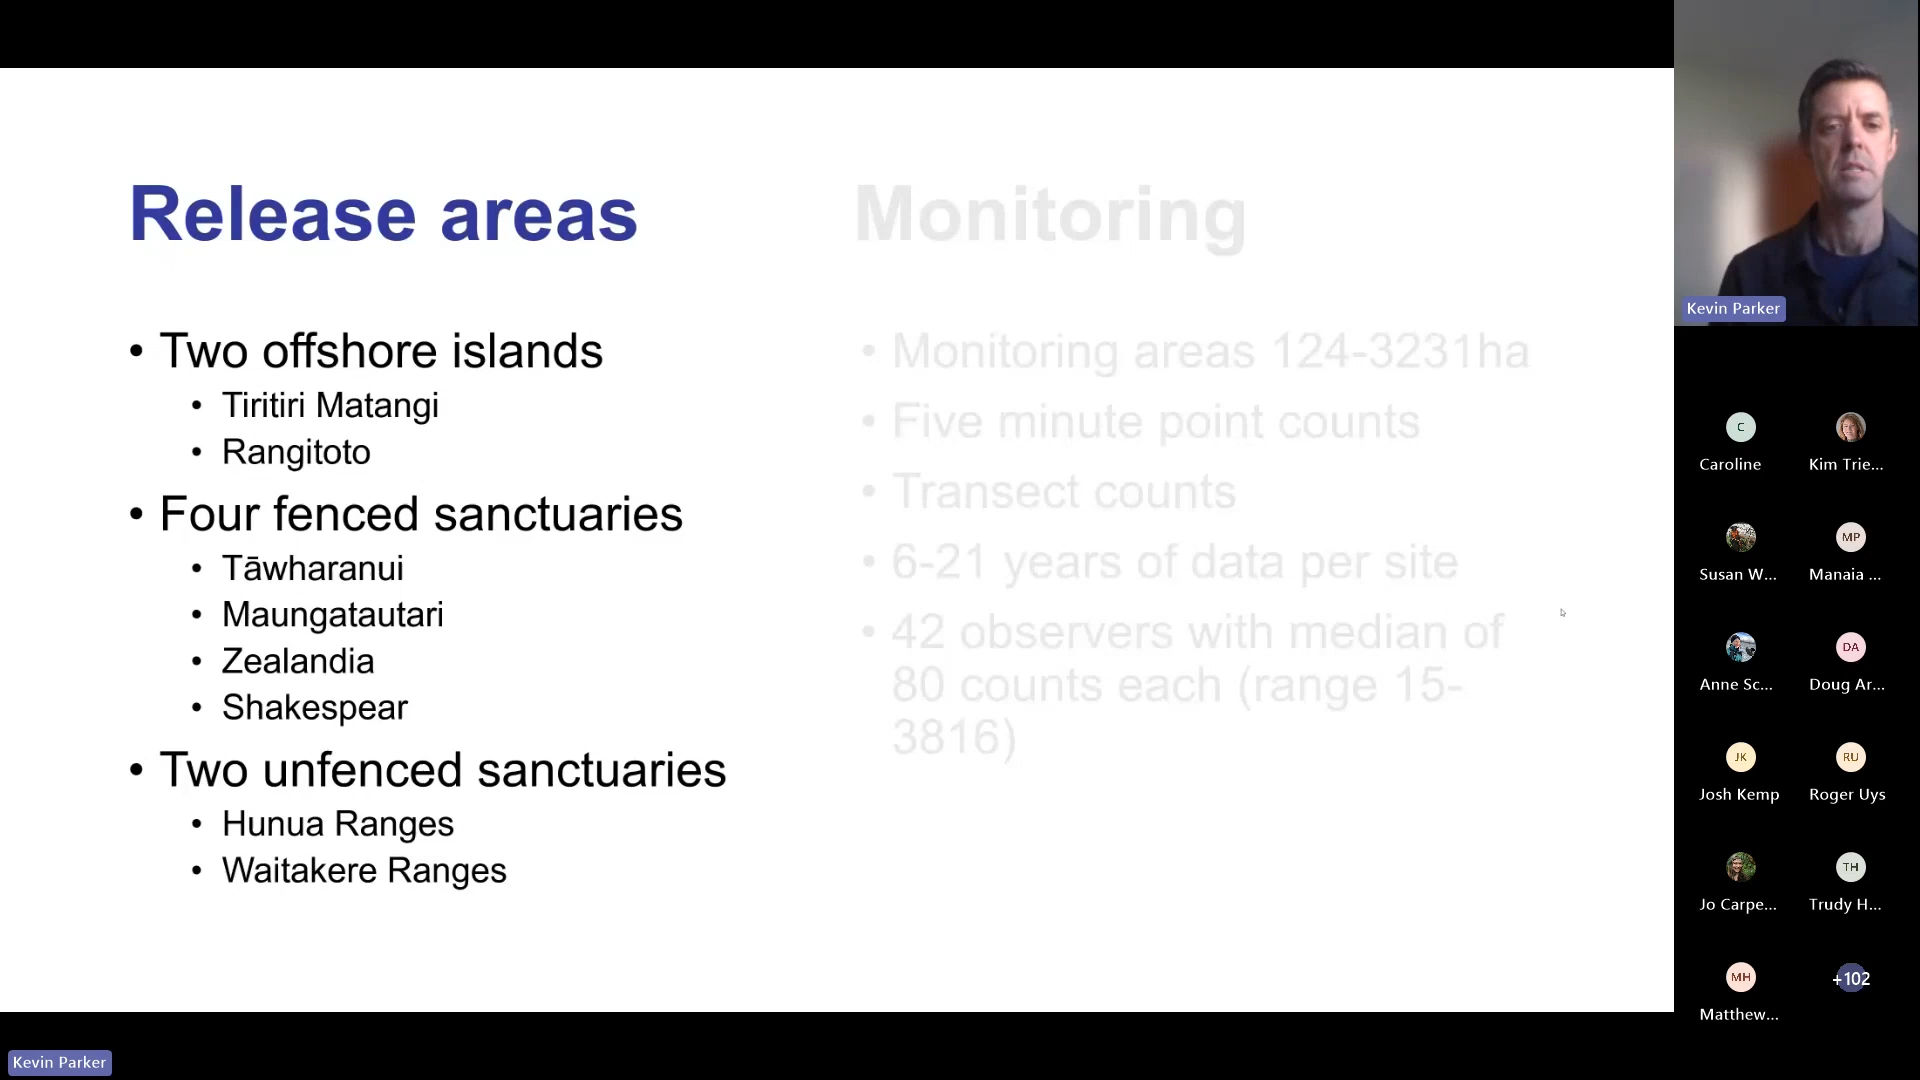 Release areas
• Two offshore islands
• Tiritiri Matangi
• Rangitoto
• Four fenced sanctuaries
• Tāwharanui
• Maungatautari
• Zealandia
• Shakespear
• Two unfenced sanctuaries
• Hunua Ranges
• Waitakere Ranges
Monitoring
• Monitoring areas 124-3231ha
• Five minute point counts
• Transect counts
• 6-21 years of data per site
• 42 observers with median of
80 counts each (range 15-
3816)
Kevin Parker
C
Caroline
Kim Trie...
Susan W...
MP
Manaia ...
Anne Sc...
DA
Doug Ar...
JK
Josh Kemp
RU
Roger Uys
Jo Carpe...
TH
Trudy H...
MH
Matthew...
+102
Kevin Parker